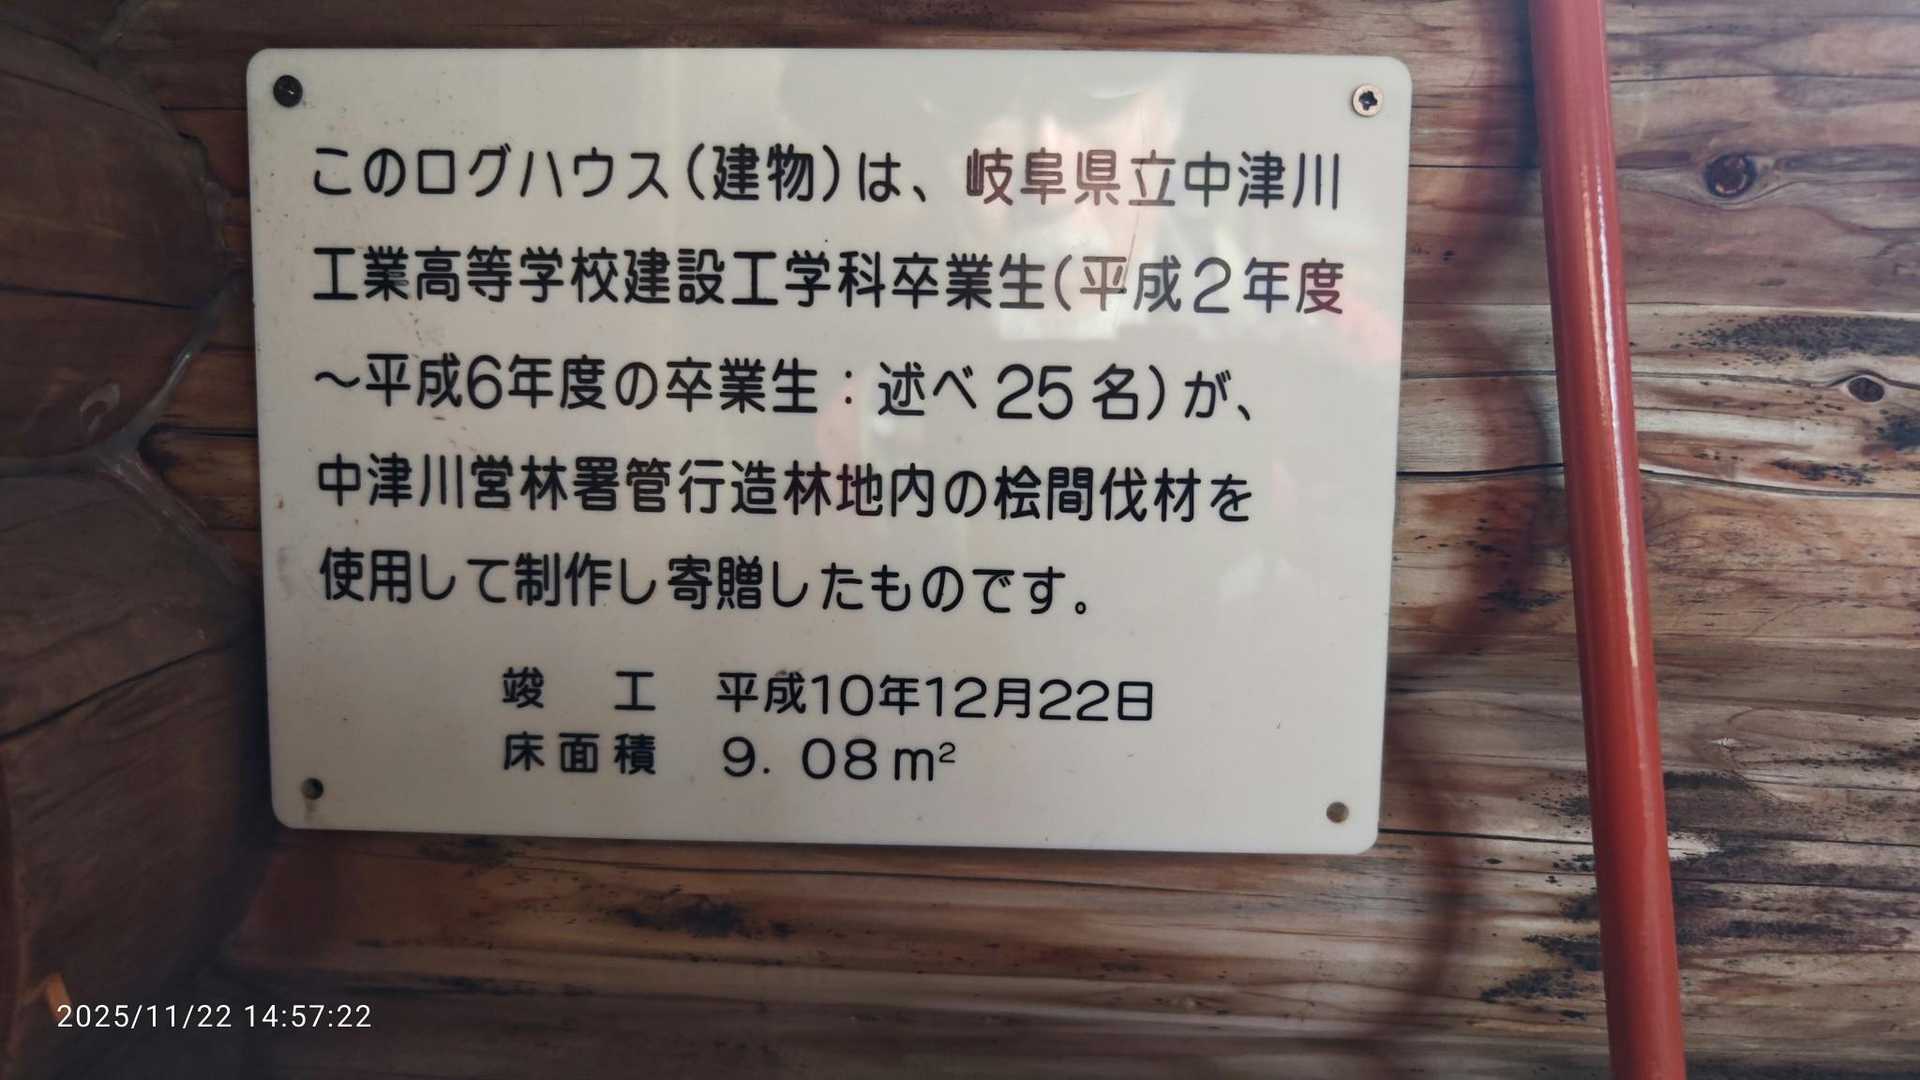 このログハウス(建物)は、岐阜県立中津川
工業高等学校建設工学科卒業生(平成2年度
～平成6年度の卒業生：述べ25名)が、
中津川営林署管行造林地内の桧間伐材を
使用して制作し寄贈したものです。
竣　工　平成10年12月22日
床面積　9. 08m²
2025/11/22 14:57:22